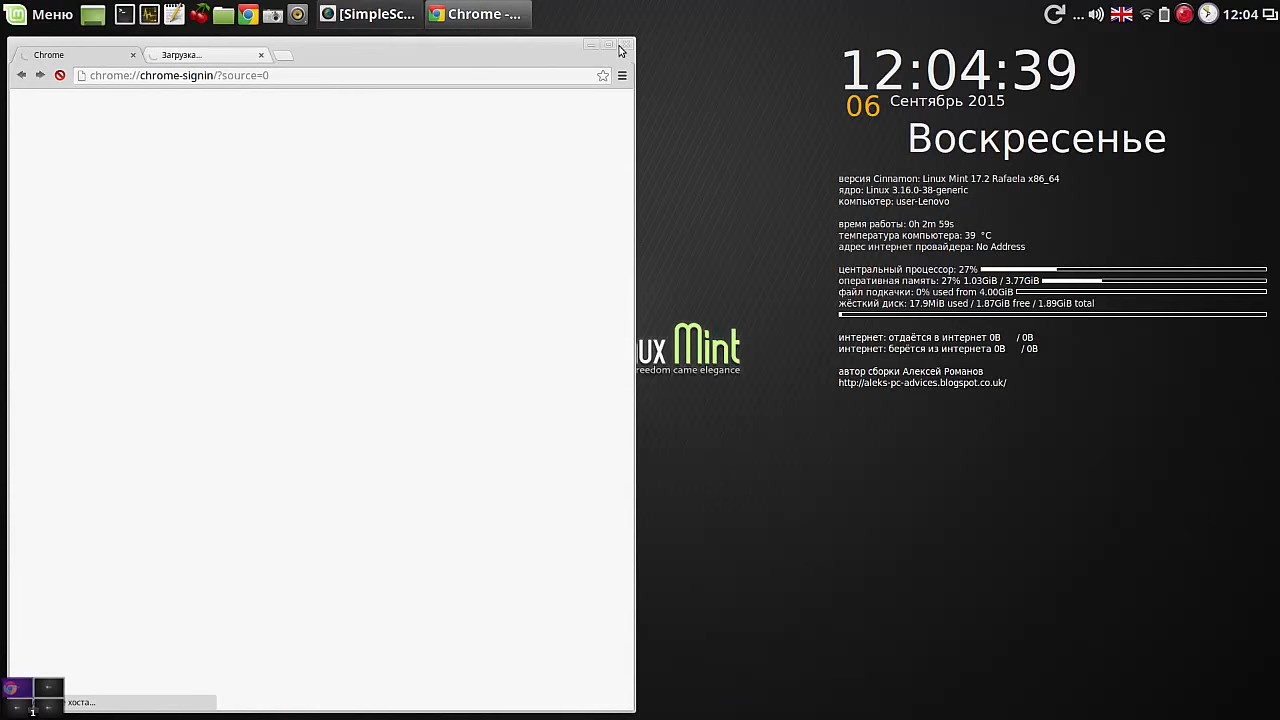 Меню
[SimpleSc...
Chrome -...
...
12:04
Chrome
Загрузка...
chrome://chrome-signin/?source=0
12:04:39
06 Сентябрь 2015
Воскресенье
версия Cinnamon: Linux Mint 17.2 Rafaela x86_64
ядро: Linux 3.16.0-38-generic
компьютер: user-Lenovo
время работы: 0h 2m 59s
температура компьютера: 39 °C
адрес интернет провайдера: No Address
центральный процессор: 27%
оперативная память: 27% 1.03GiB / 3.77GiB
файл подкачки: 0% used from 4.00GiB
жёсткий диск: 17.9MiB used / 1.87GiB free / 1.89GiB total
интернет: отдаётся в интернет 0B / 0B
интернет: берётся из интернета 0B / 0B
автор сборки Алексей Романов
http://aleks-pc-advices.blogspot.co.uk/
ux Mint
reedom came elegance
хоста...
1